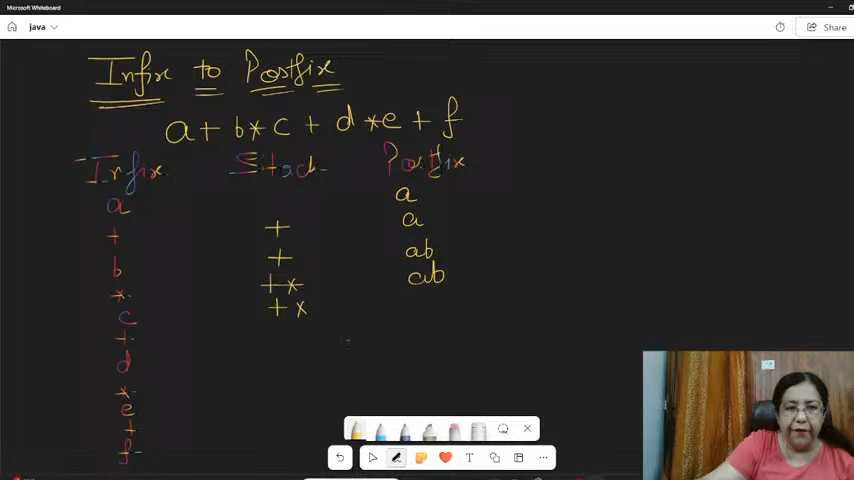 Microsoft Whiteboard
java
Share
Infix to Postfix
a + b * c + d * e + f
Infix Stack Postfix
a a
+ + a
b + ab
* + * ab
c + *
+
d
*
e
+
f